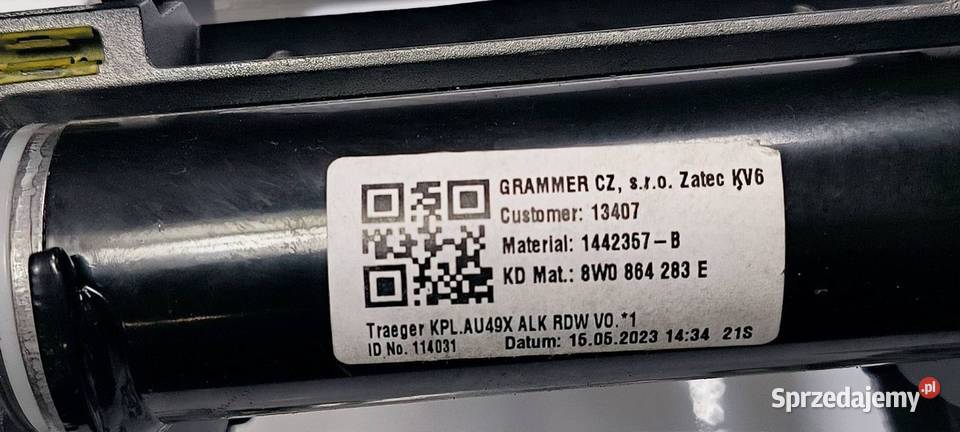 GRAMMER CZ, s.r.o. Zatec KV6
Customer: 13407
Material: 1442357-B
KD Mat.: 8W0 864 283 E
Traeger KPL.AU49X ALK RDW V0.*1
ID No. 114031 Datum: 15.05.2023 14:34 21S
Sprzedajemy.pl